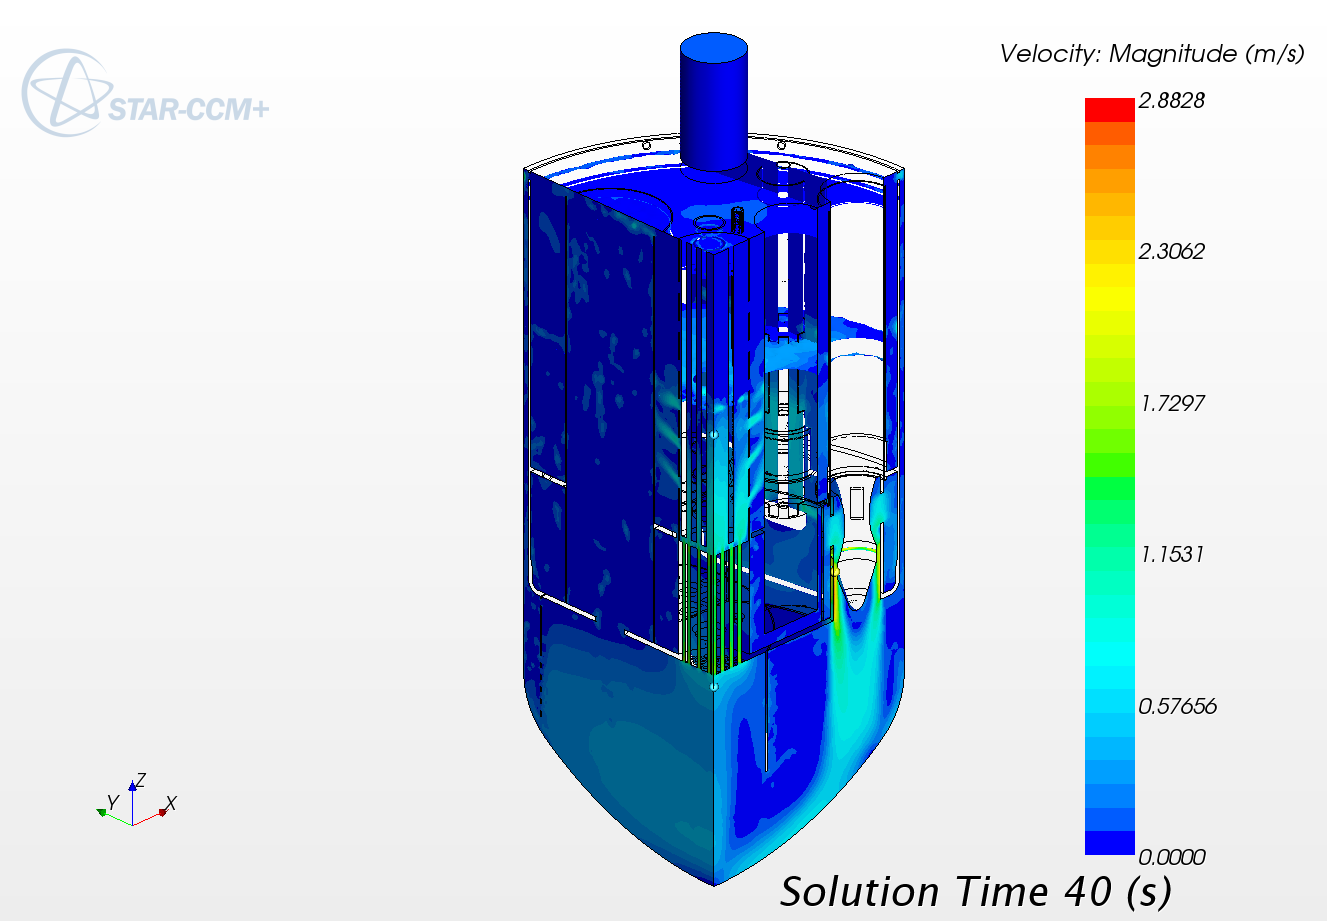 STAR-CCM+
Velocity: Magnitude (m/s)
2.8828
2.3062
1.7297
1.1531
0.57656
0.0000
Z
Y
X
Solution Time 40 (s)